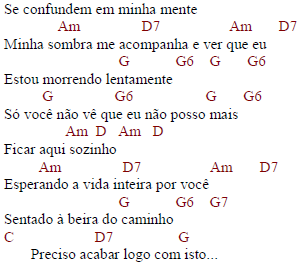 Se confundem em minha mente
Am D7 Am D7
Minha sombra me acompanha e ver que eu
G G6 G G6
Estou morrendo lentamente
G G6 G G6
Só você não vê que eu não posso mais
Am D Am D
Ficar aqui sozinho
Am D7 Am D7
Esperando a vida inteira por você
G G6 G7
Sentado à beira do caminho
C D7 G
Preciso acabar logo com isto...